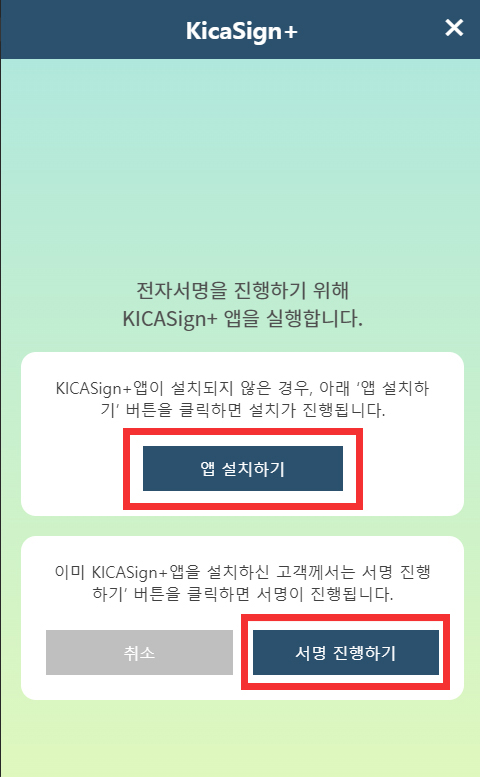 KicaSign+
전자서명을 진행하기 위해
KICASign+ 앱을 실행합니다.
KICASign+앱이 설치되지 않은 경우, 아래 ‘앱 설치하
기’ 버튼을 클릭하면 설치가 진행됩니다.
앱 설치하기
이미 KICASign+앱을 설치하신 고객께서는 서명 진행
하기’ 버튼을 클릭하면 서명이 진행됩니다.
취소
서명 진행하기